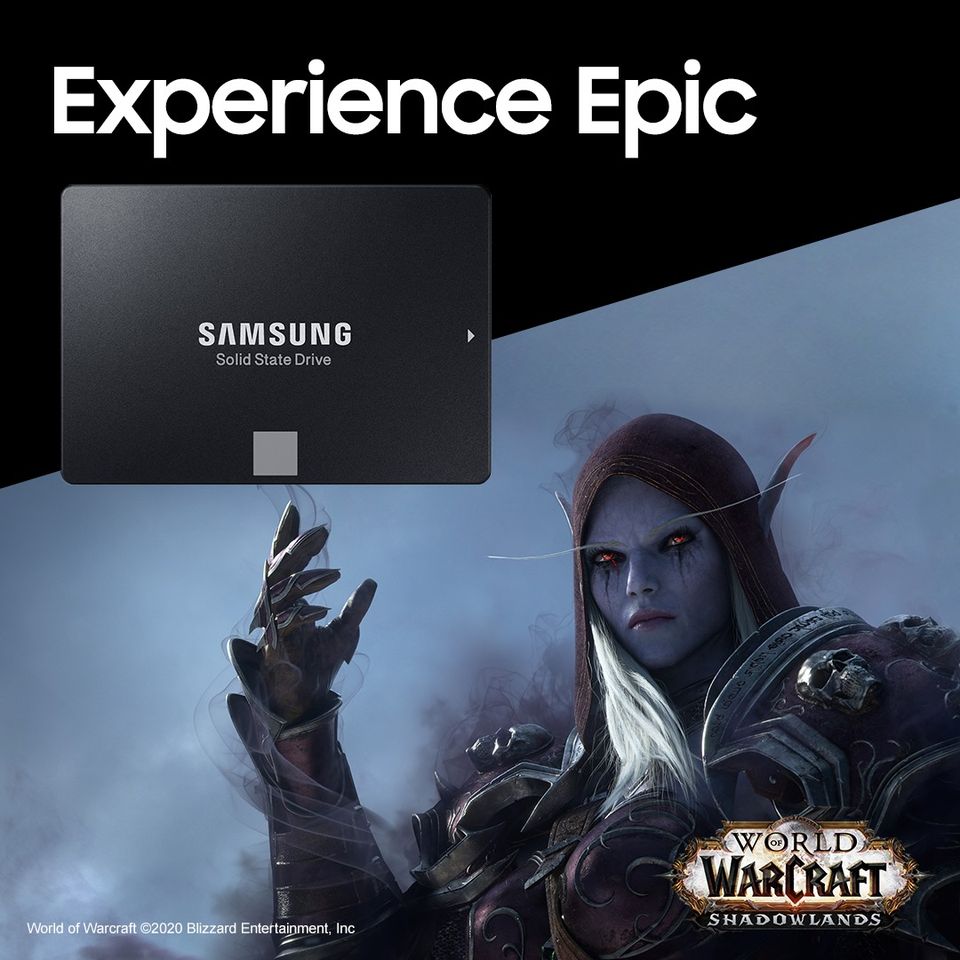 Experience Epic
SAMSUNG
Solid State Drive
WORLD
OF
WARCRAFT
SHADOWLANDS
World of Warcraft ©2020 Blizzard Entertainment, Inc